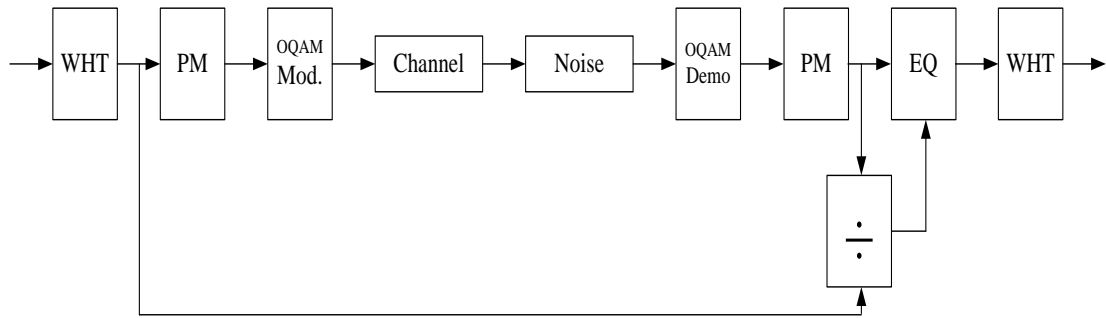 WHT
PM
OQAM
Mod.
Channel
Noise
OQAM
Demo
PM
EQ
WHT
÷